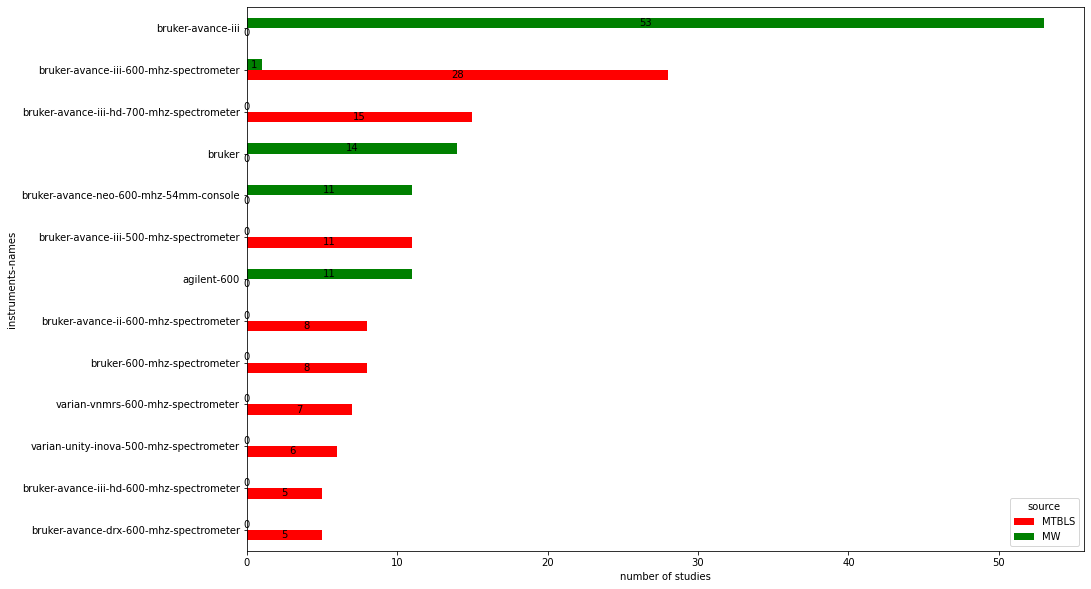 bruker-avance-iii
53
0
bruker-avance-iii-600-mhz-spectrometer
1
28
bruker-avance-iii-hd-700-mhz-spectrometer
0
15
bruker
14
0
bruker-avance-neo-600-mhz-54mm-console
11
0
bruker-avance-iii-500-mhz-spectrometer
0
11
agilent-600
11
0
bruker-avance-ii-600-mhz-spectrometer
0
8
bruker-600-mhz-spectrometer
0
8
varian-vnmrs-600-mhz-spectrometer
0
7
varian-unity-inova-500-mhz-spectrometer
0
6
bruker-avance-iii-hd-600-mhz-spectrometer
0
5
bruker-avance-drx-600-mhz-spectrometer
0
5
instruments-names
source
MTBLS
MW
0 10 20 30 40 50
number of studies